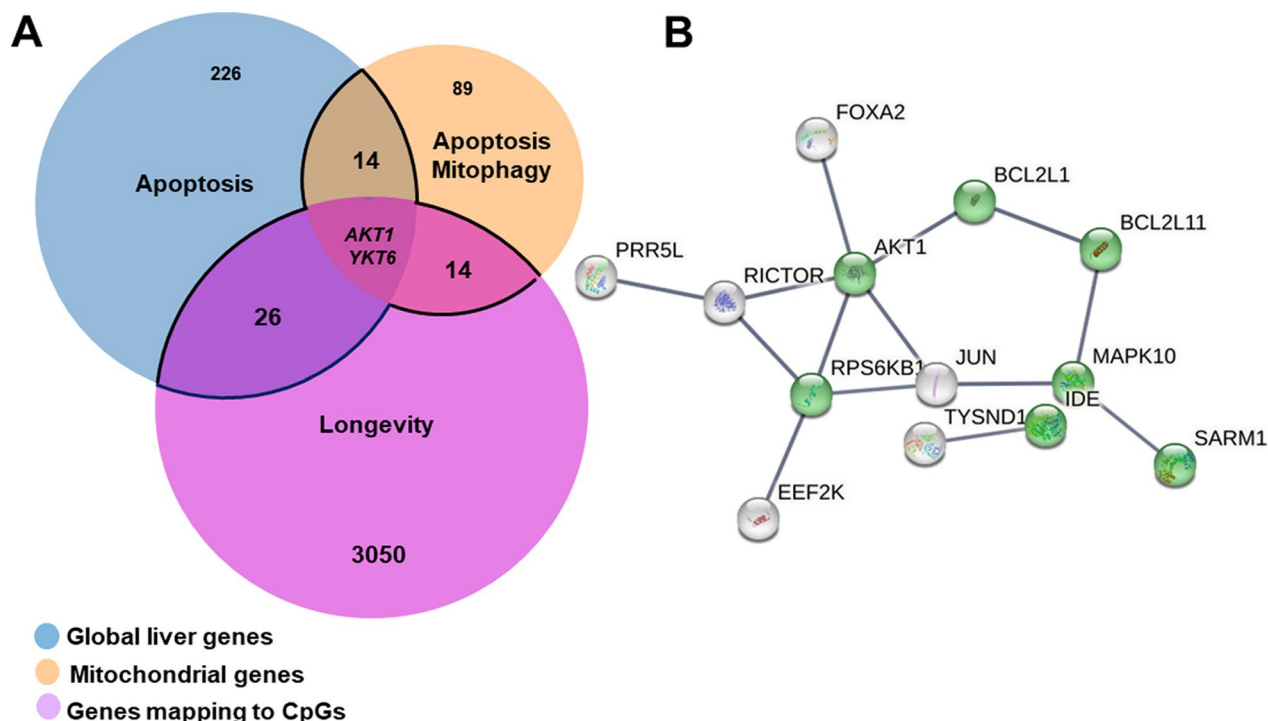 A
226
89
Apoptosis
Mitophagy
14
Apoptosis
AKT1
YKT6
14
26
Longevity
3050
Global liver genes
Mitochondrial genes
Genes mapping to CpGs
B
FOXA2
BCL2L1
BCL2L11
AKT1
PRR5L
RICTOR
JUN
MAPK10
RPS6KB1
IDE
TYSND1
SARM1
EEF2K